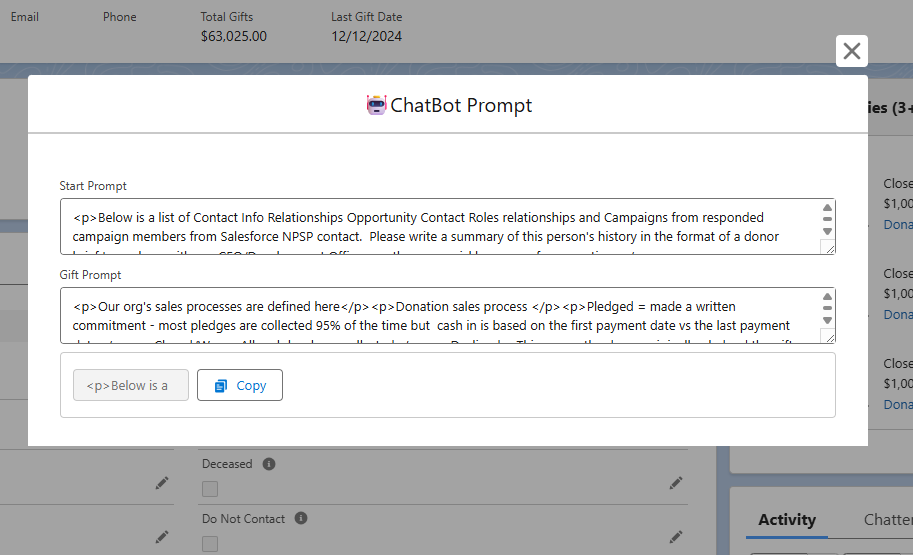 Email Phone Total Gifts Last Gift Date
$63,025.00 12/12/2024
ChatBot Prompt
ies (3+
Start Prompt
<p>Below is a list of Contact Info Relationships Opportunity Contact Roles relationships and Campaigns from responded
campaign members from Salesforce NPSP contact.  Please write a summary of this person's history in the format of a donor
Close
$1,00
Dona
Gift Prompt
<p>Our org's sales processes are defined here</p><p>Donation sales process </p><p>Pledged = made a written
commitment - most pledges are collected 95% of the time but  cash in is based on the first payment date vs the last payment
Close
$1,00
Dona
<p>Below is a
Copy
Close
$1,00
Dona
Deceased
Do Not Contact
Activity Chatte